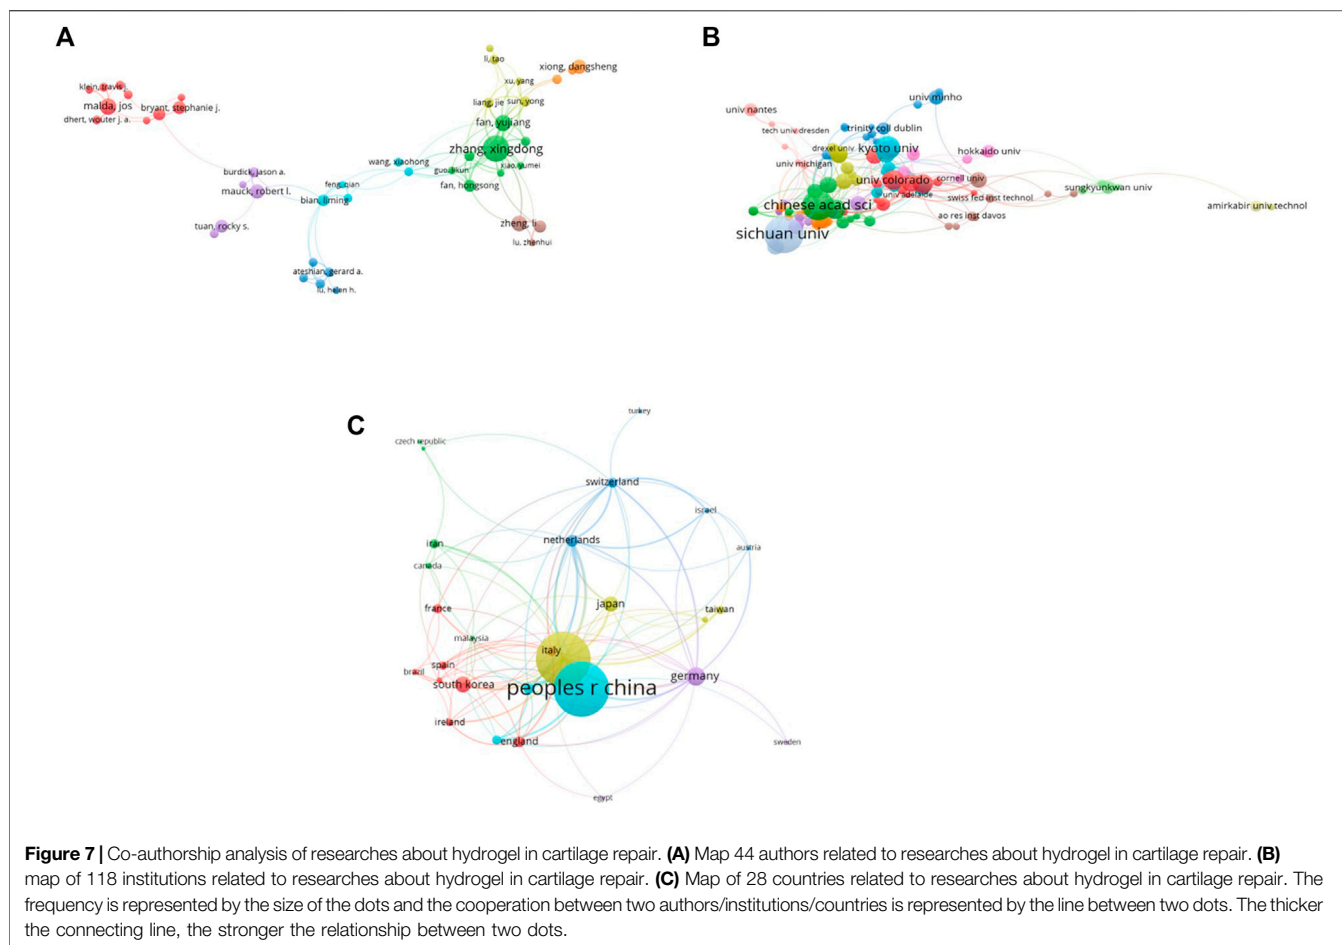 A
li, tao
xiong, dangsheng
xu, yang
klein, travis j.
malda, jos
bryant, stephanie j.
dhert, wouter j. a.
liang, jie
sun, yong
fan, yujiang
zhang, xingdong
wang, xiaohong
guo, likun
xiao, yumei
fan, hongsong
burdick, jason a.
mauck, robert l.
feng, qian
bian, liming
tuan, rocky s.
zheng, li
lu, zhenhui
ateshian, gerard a.
lu, helen h.
B
univ minho
univ nantes
tech univ dresden
trinity coll dublin
drexel univ
kyoto univ
hokkaido univ
univ michigan
univ colorado
cornell univ
sungkyunkwan univ
univ adelaide
swiss fed inst technol
chinese acad sci
amirkabir univ technol
ao res inst davos
sichuan univ
C
turkey
czech republic
switzerland
israel
netherlands
austria
iran
canada
japan
france
taiwan
malaysia
italy
spain
brazil
germany
south korea
peoples r china
ireland
england
sweden
egypt
Figure 7 | Co-authorship analysis of researches about hydrogel in cartilage repair. (A) Map 44 authors related to researches about hydrogel in cartilage repair. (B)
map of 118 institutions related to researches about hydrogel in cartilage repair. (C) Map of 28 countries related to researches about hydrogel in cartilage repair. The
frequency is represented by the size of the dots and the cooperation between two authors/institutions/countries is represented by the line between two dots. The thicker
the connecting line, the stronger the relationship between two dots.